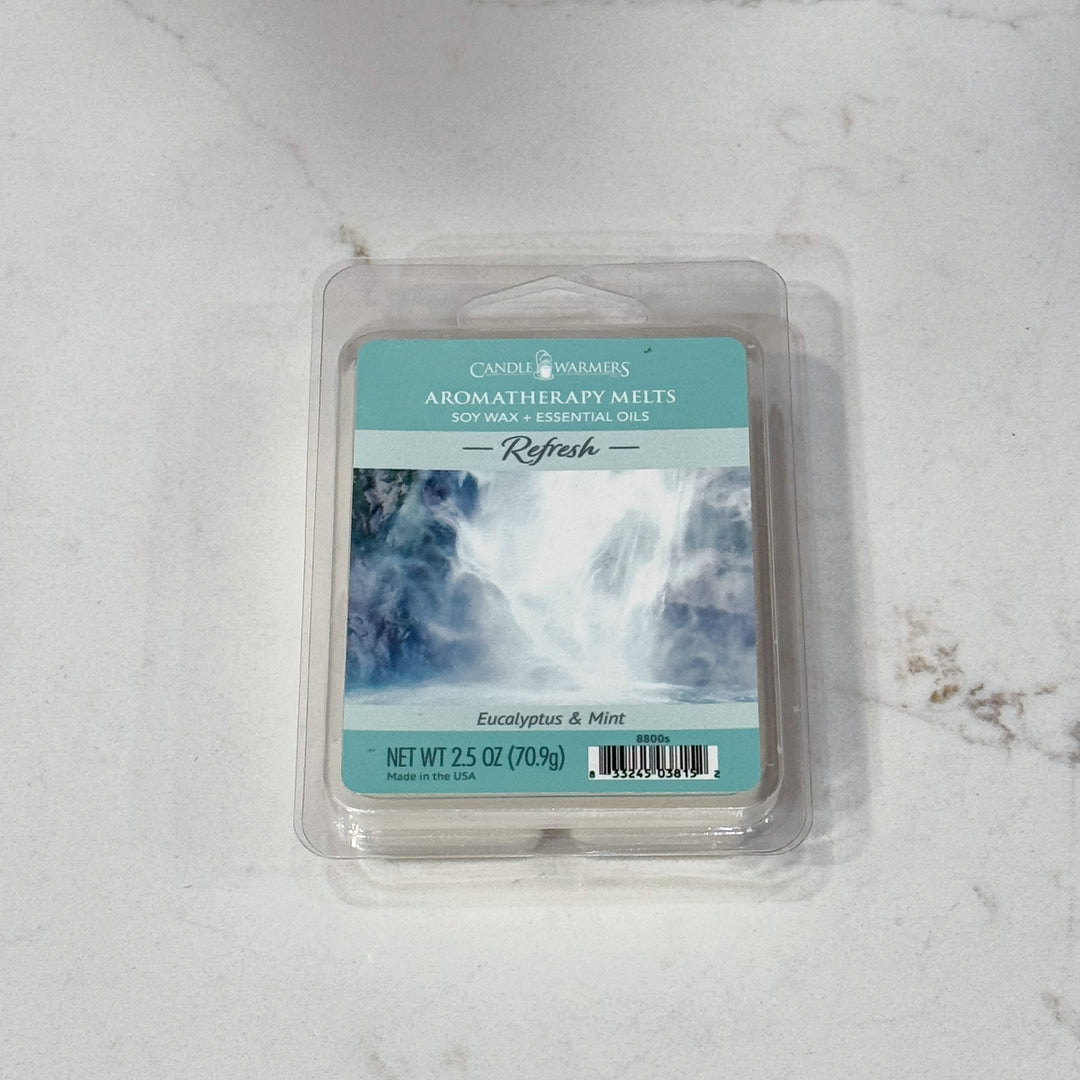 CANDLE WARMERS
AROMATHERAPY MELTS
SOY WAX + ESSENTIAL OILS
Refresh
Eucalyptus & Mint
NET WT 2.5 OZ (70.9g)
Made in the USA
8800s
8 33245 03815 2